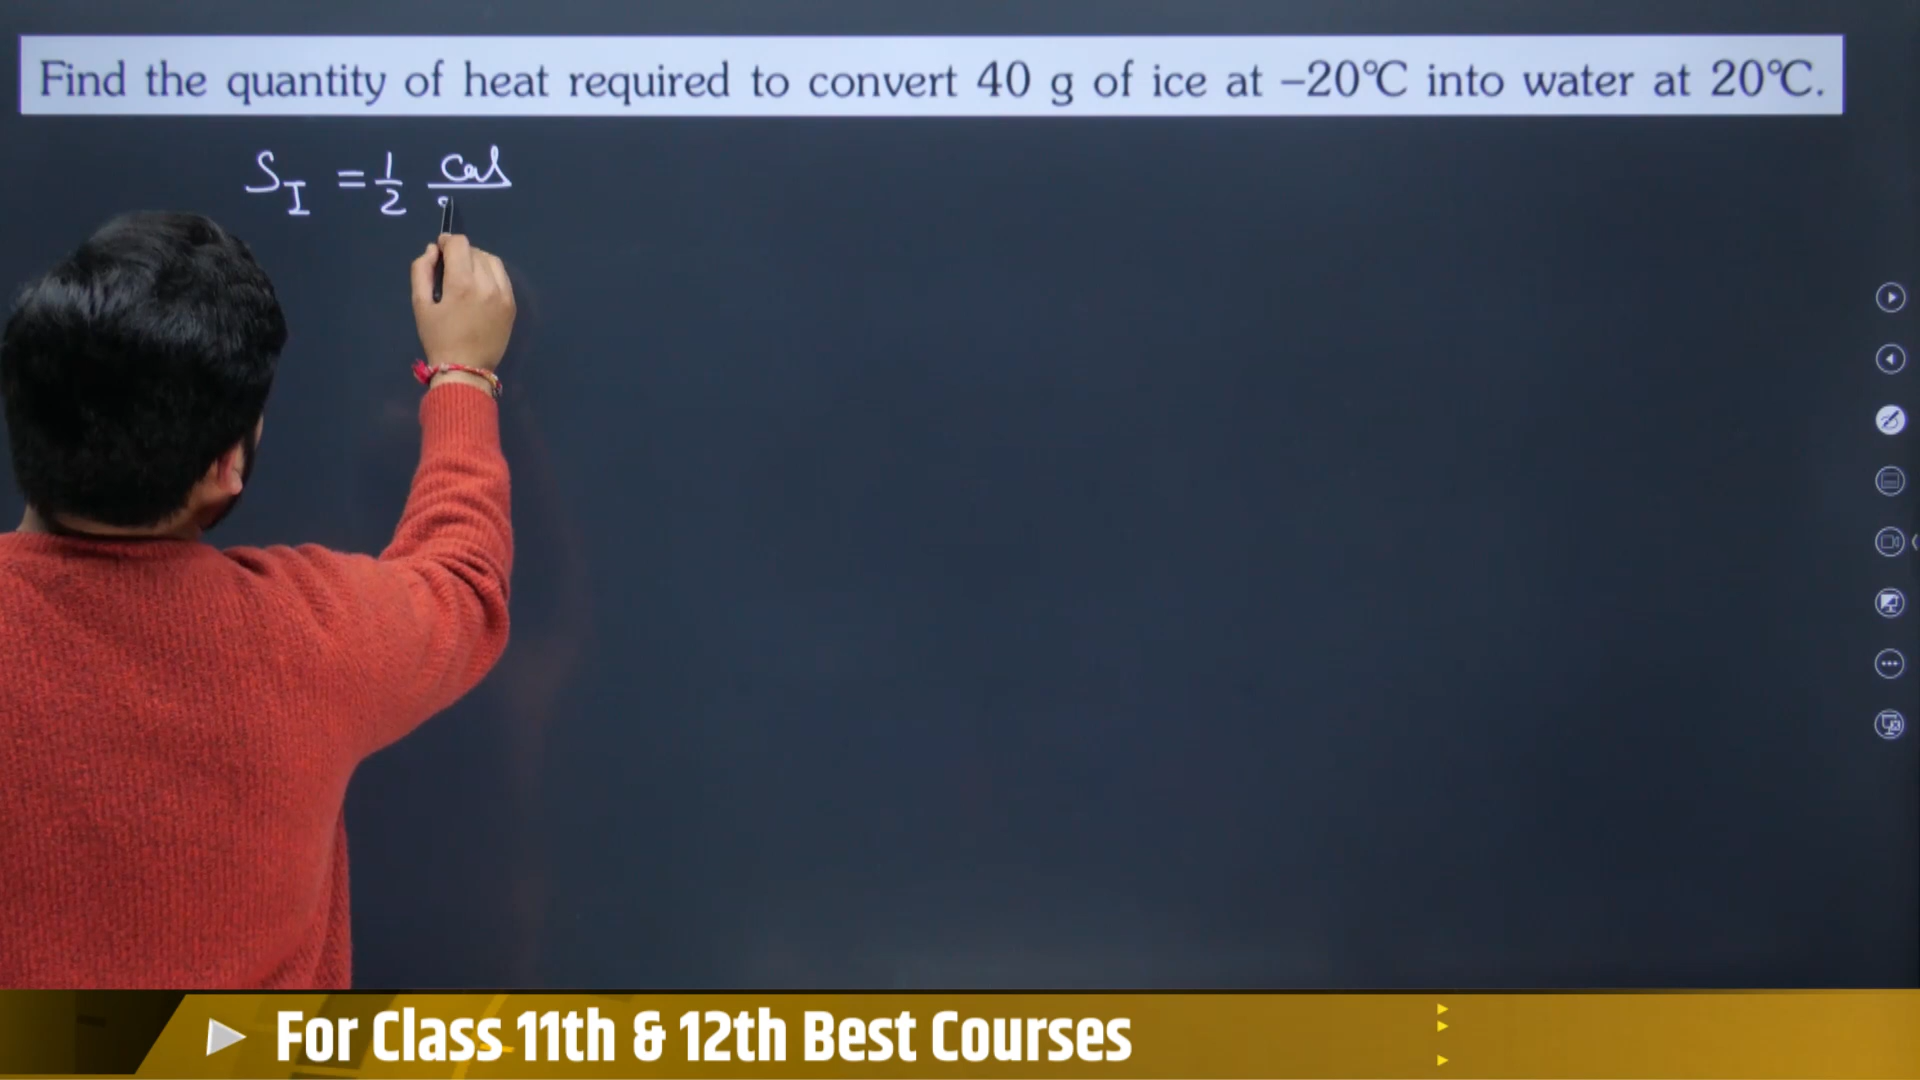 Find the quantity of heat required to convert 40 g of ice at –20°C into water at 20°C.
S_I = 1/2 Cal
For Class 11th & 12th Best Courses